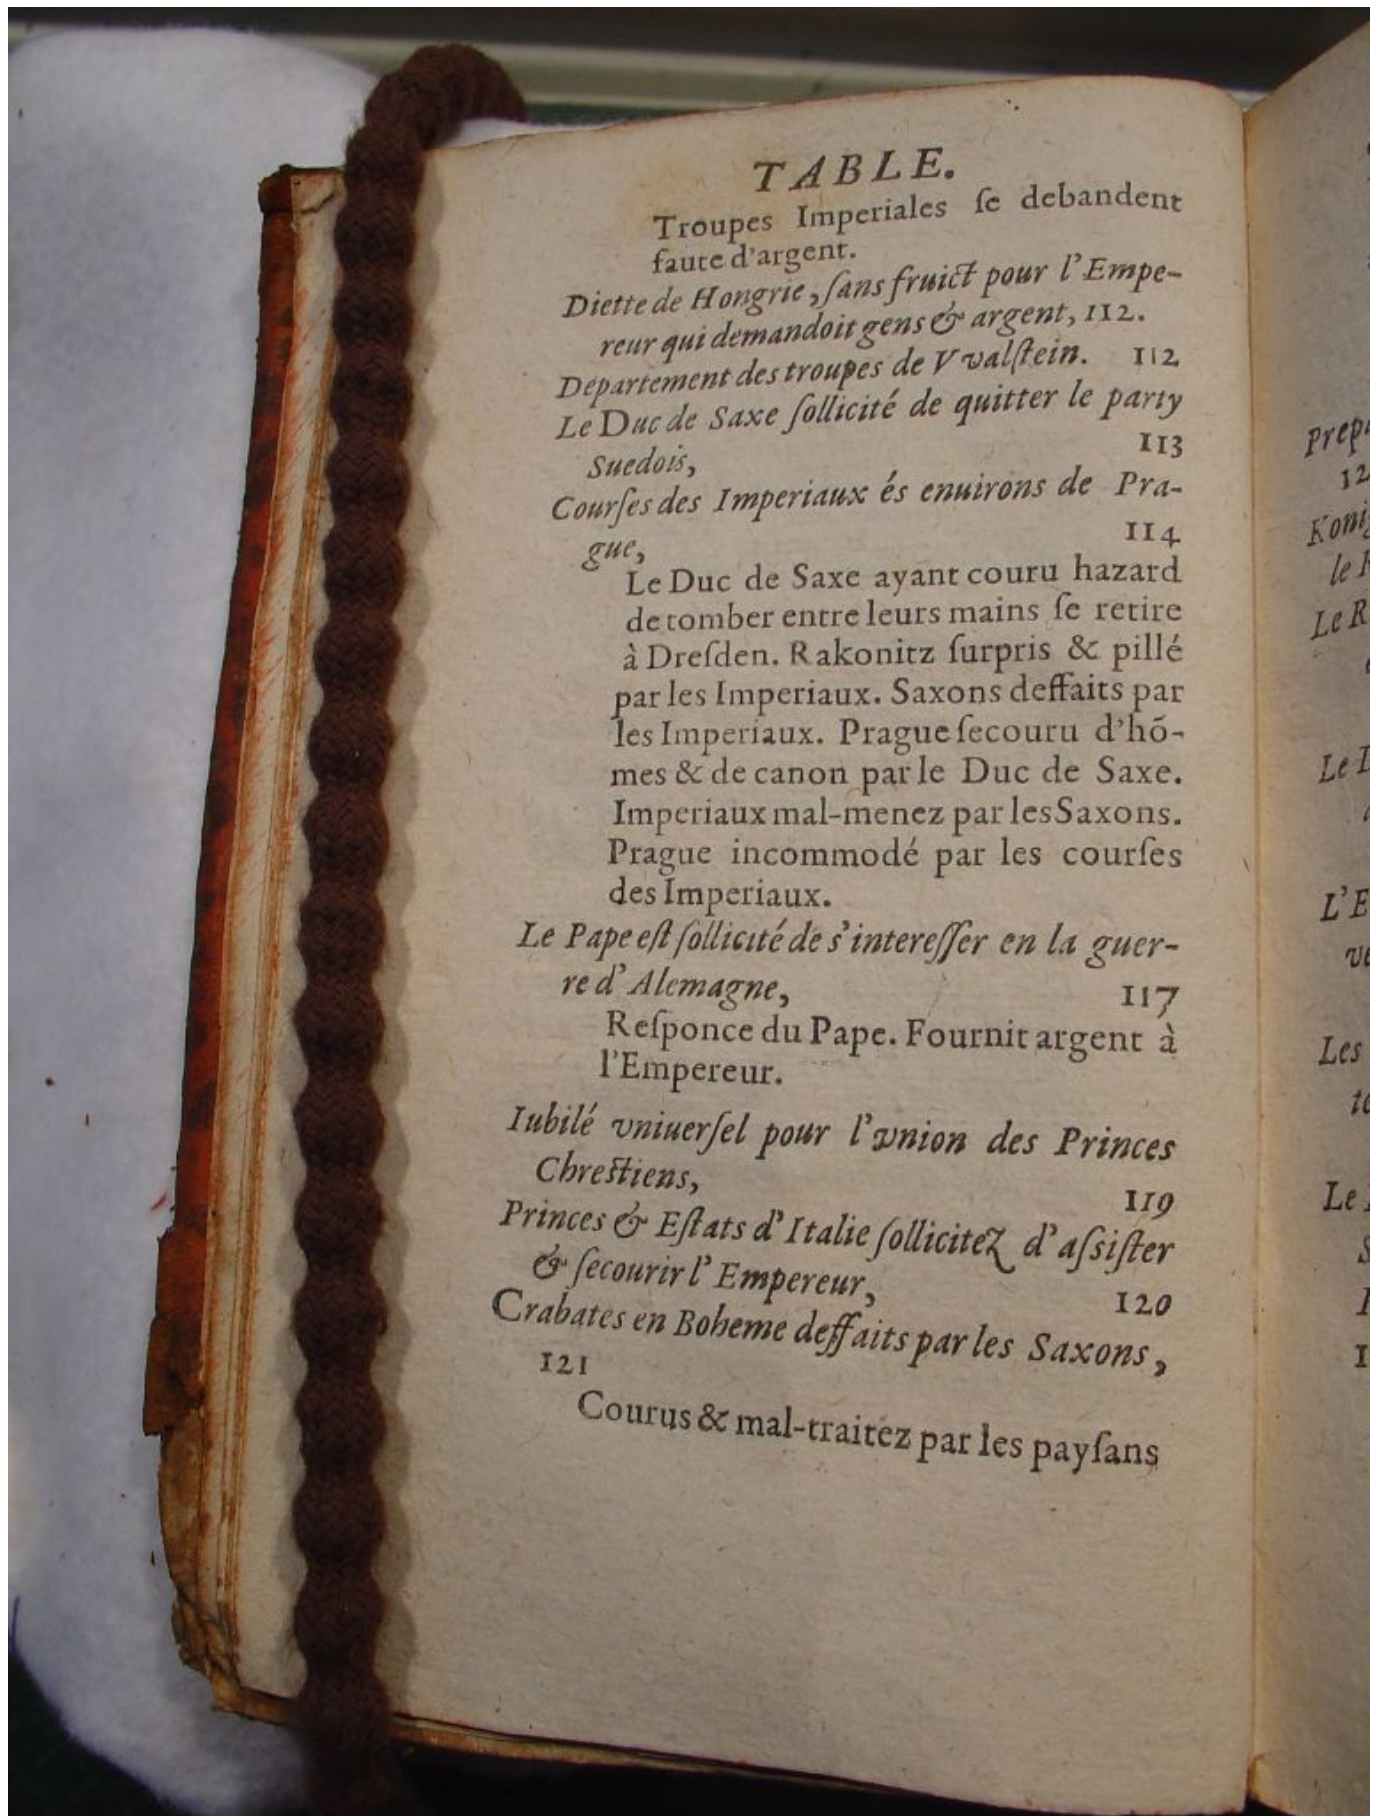 TABLE.
Troupes Imperiales ſe debandent
faute d'argent.
Diette de Hongrie, ſans fruict pour l'Empe-
reur qui demandoit gens & argent, 112.
Departement des troupes de Vvalſtein. 112
Le Duc de Saxe ſollicité de quitter le party
Suedois, 113
Courſes des Imperiaux és enuirons de Pra-
gue, 114
Le Duc de Saxe ayant couru hazard
de tomber entre leurs mains ſe retire
à Dreſden. Rakonitz ſurpris & pillé
par les Imperiaux. Saxons deffaits par
les Imperiaux. Prague ſecouru d'hõ-
mes & de canon par le Duc de Saxe.
Imperiaux mal-menez par les Saxons.
Prague incommodé par les courſes
des Imperiaux.
Le Pape eſt ſollicité de s'intereſſer en la guer-
re d'Alemagne, 117
Reſponce du Pape. Fournit argent à
l'Empereur.
Iubilé vniuerſel pour l'vnion des Princes
Chreſtiens, 119
Princes & Eſtats d'Italie ſollicitez d'aſsiſter
& ſecourir l'Empereur, 120
Crabates en Boheme deffaits par les Saxons,
121
Courus & mal-traitez par les payſans
Le R
L'E
Les
Le